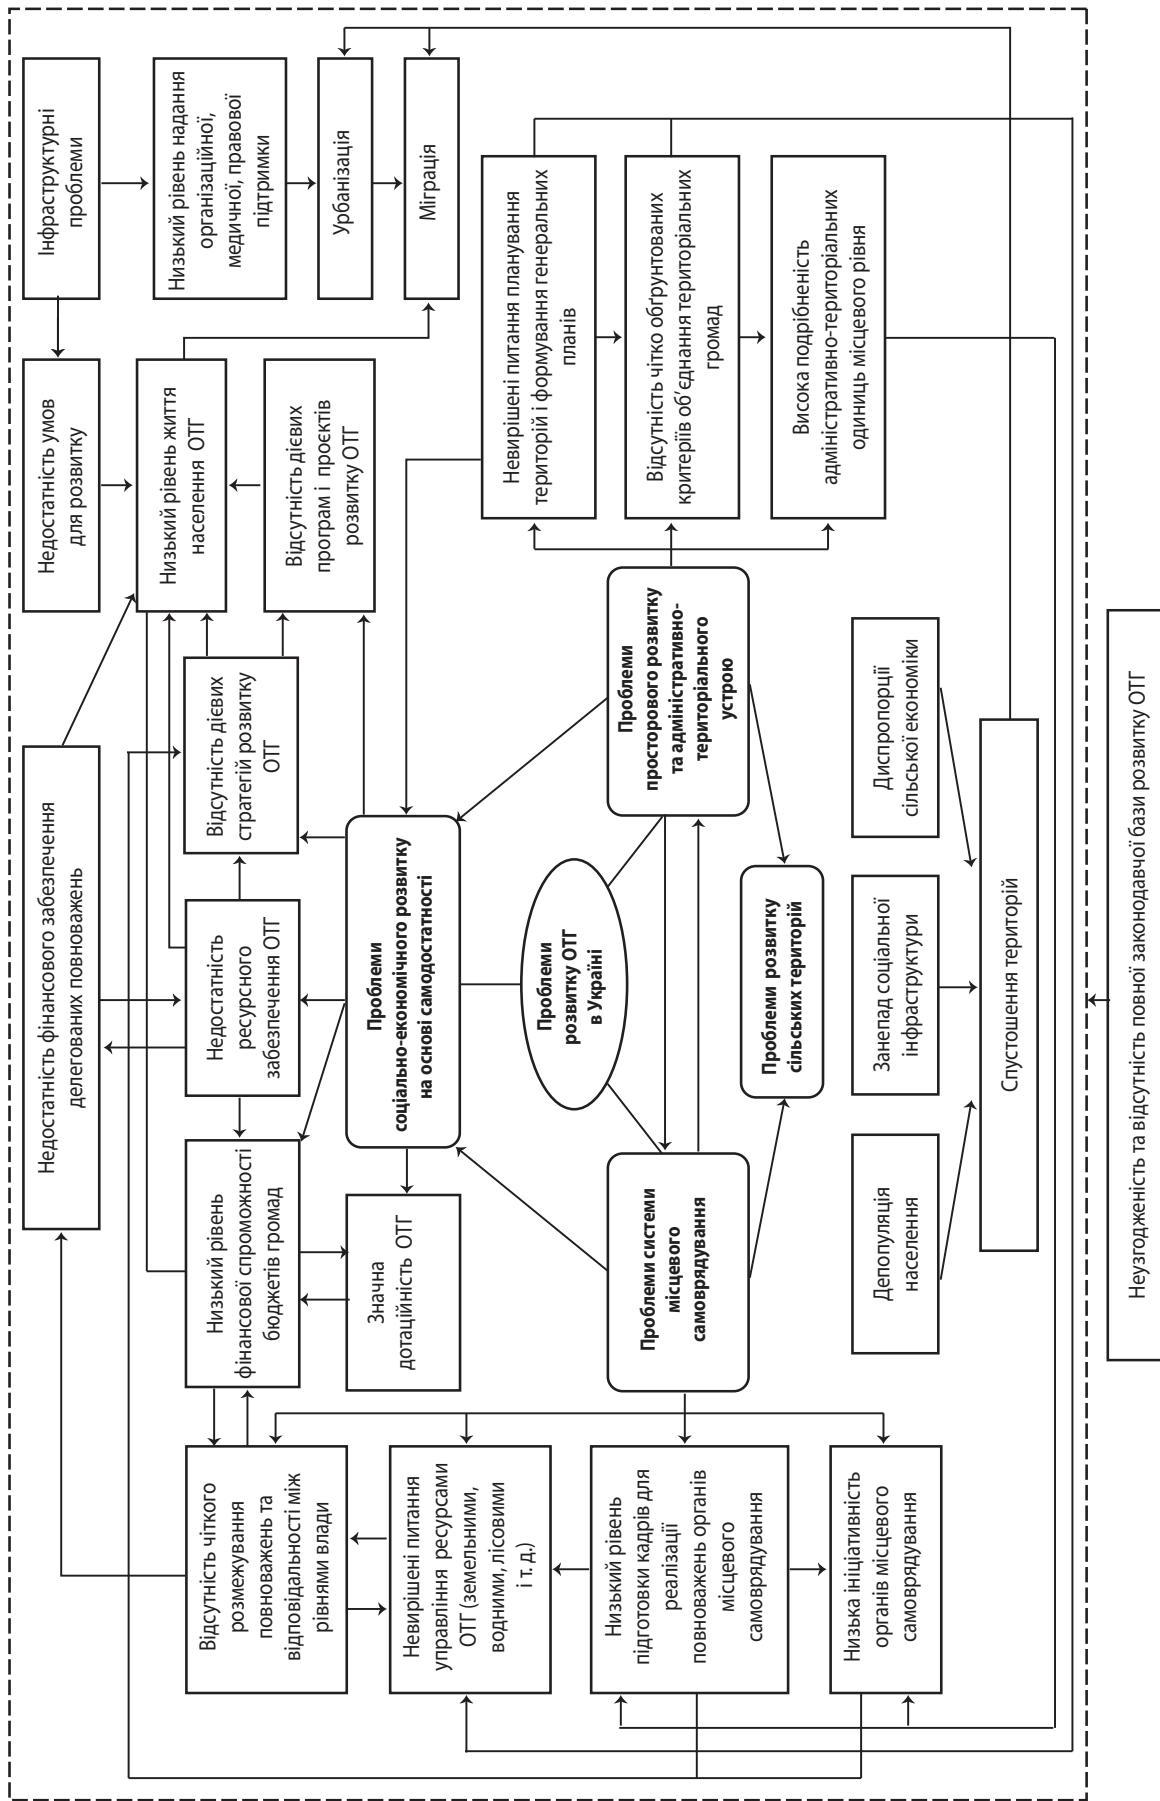 Недостатність фінансового забезпечення
делегованих повноважень
Недостатність умов
для розвитку
Інфраструктурні
проблеми
Відсутність чіткого
розмежування
повноважень та
відповідальності між
рівнями влади
Низький рівень
фінансової спроможності
бюджетів громад
Недостатність
ресурсного
забезпечення ОТГ
Відсутність дієвих
стратегій розвитку
ОТГ
Низький рівень життя
населення ОТГ
Низький рівень надання
організаційної,
медичної, правової
підтримки
Відсутність дієвих
програм і проєктів
розвитку ОТГ
Урбанізація
Міграція
Невирішені питання
управління ресурсами
ОТГ (земельними,
водними, лісовими
і т. д.)
Значна
дотаційність ОТГ
Проблеми
соціально-економічного розвитку
на основі самодостатності
Невирішені питання планування
територій і формування генеральних
планів
Проблеми
розвитку ОТГ
в Україні
Низький рівень
підготовки кадрів для
реалізації
повноважень органів
місцевого
самоврядування
Проблеми системи
місцевого
самоврядування
Проблеми
просторового розвитку
та адміністративно-
територіального
устрою
Відсутність чітко обґрунтованих
критеріїв об’єднання територіальних
громад
Проблеми розвитку
сільських територій
Висока подрібненість
адміністративно-територіальних
одиниць місцевого рівня
Низька ініціативність
органів місцевого
самоврядування
Депопуляція
населення
Занепад соціальної
інфраструктури
Диспропорції
сільської економіки
Спустошення територій
Неузгодженість та відсутність повної законодавчої бази розвитку ОТГ